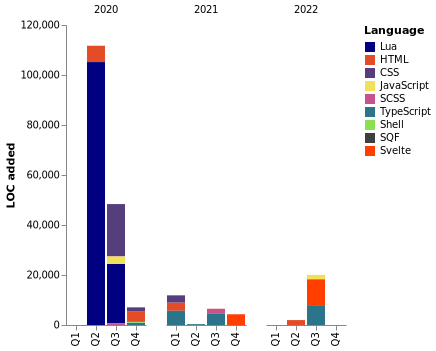 2020 2021 2022
Language
Lua
HTML
CSS
JavaScript
SCSS
TypeScript
Shell
SQF
Svelte
LOC added
120,000
100,000
80,000
60,000
40,000
20,000
0
Q1 Q2 Q3 Q4 Q1 Q2 Q3 Q4 Q1 Q2 Q3 Q4